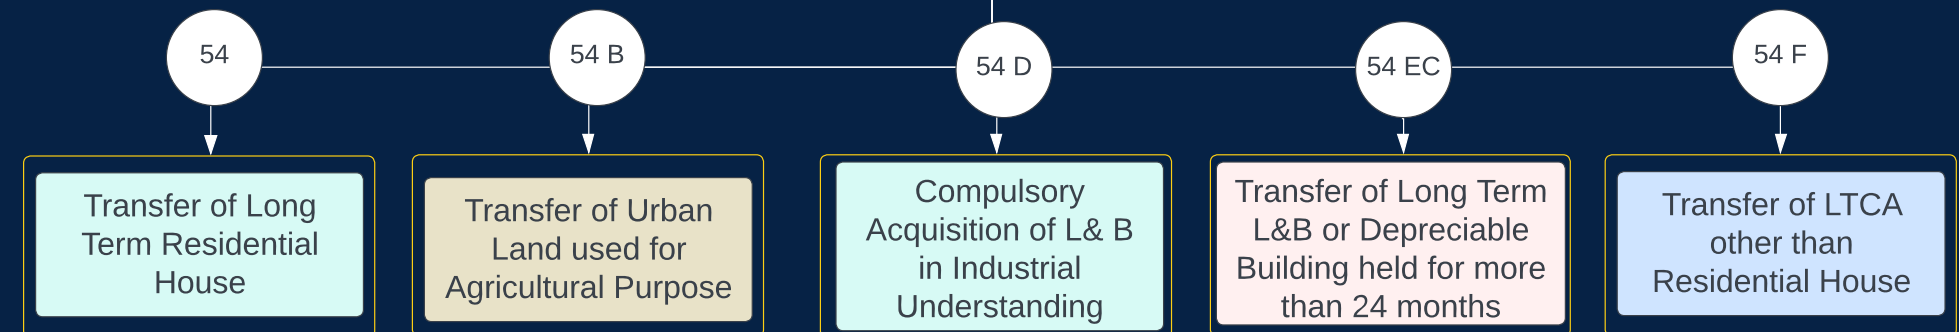 54
54 B
54 D
54 EC
54 F
Transfer of Long
Term Residential
House
Transfer of Urban
Land used for
Agricultural Purpose
Compulsory
Acquisition of L& B
in Industrial
Understanding
Transfer of Long Term
L&B or Depreciable
Building held for more
than 24 months
Transfer of LTCA
other than
Residential House